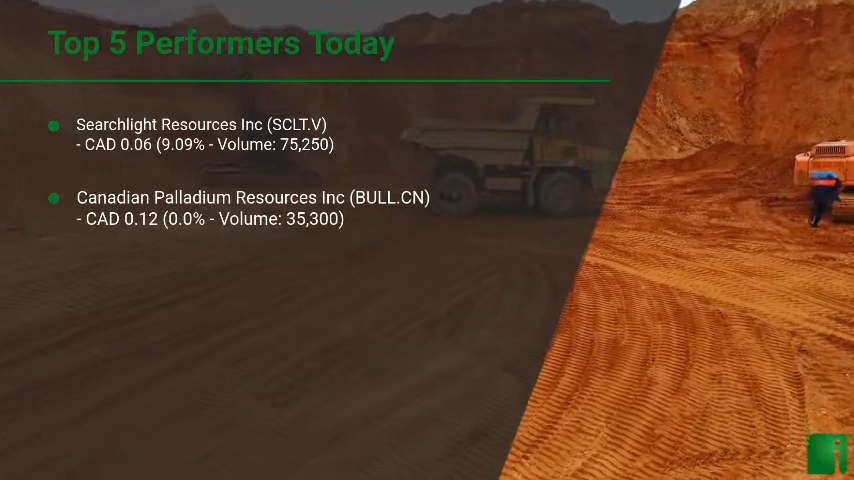 Top 5 Performers Today
Searchlight Resources Inc (SCLT.V)
- CAD 0.06 (9.09% - Volume: 75,250)
Canadian Palladium Resources Inc (BULL.CN)
- CAD 0.12 (0.0% - Volume: 35,300)
i